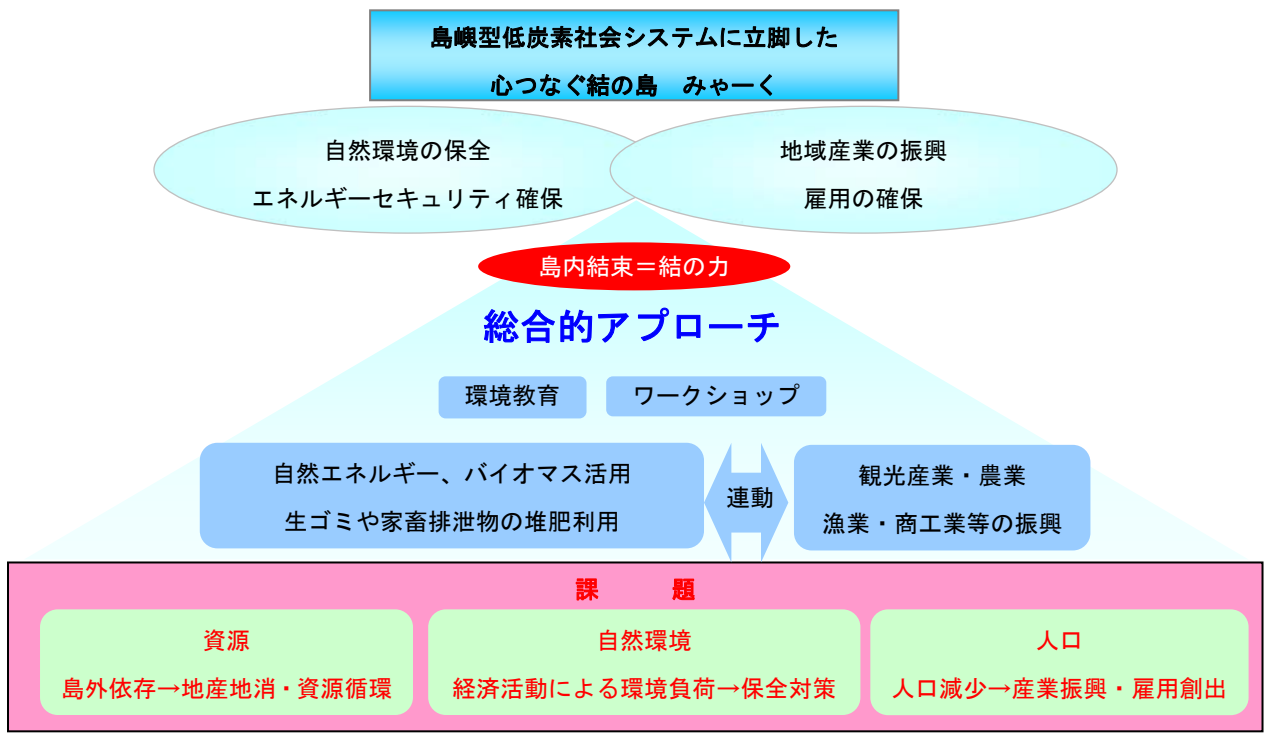 島嶼型低炭素社会システムに立脚した
心つなぐ結の島　みゃーく
自然環境の保全
エネルギーセキュリティ確保
地域産業の振興
雇用の確保
島内結束＝結の力
総合的アプローチ
環境教育
ワークショップ
自然エネルギー、バイオマス活用
生ゴミや家畜排泄物の堆肥利用
連動
観光産業・農業
漁業・商工業等の振興
課　　題
資源
島外依存→地産地消・資源循環
自然環境
経済活動による環境負荷→保全対策
人口
人口減少→産業振興・雇用創出